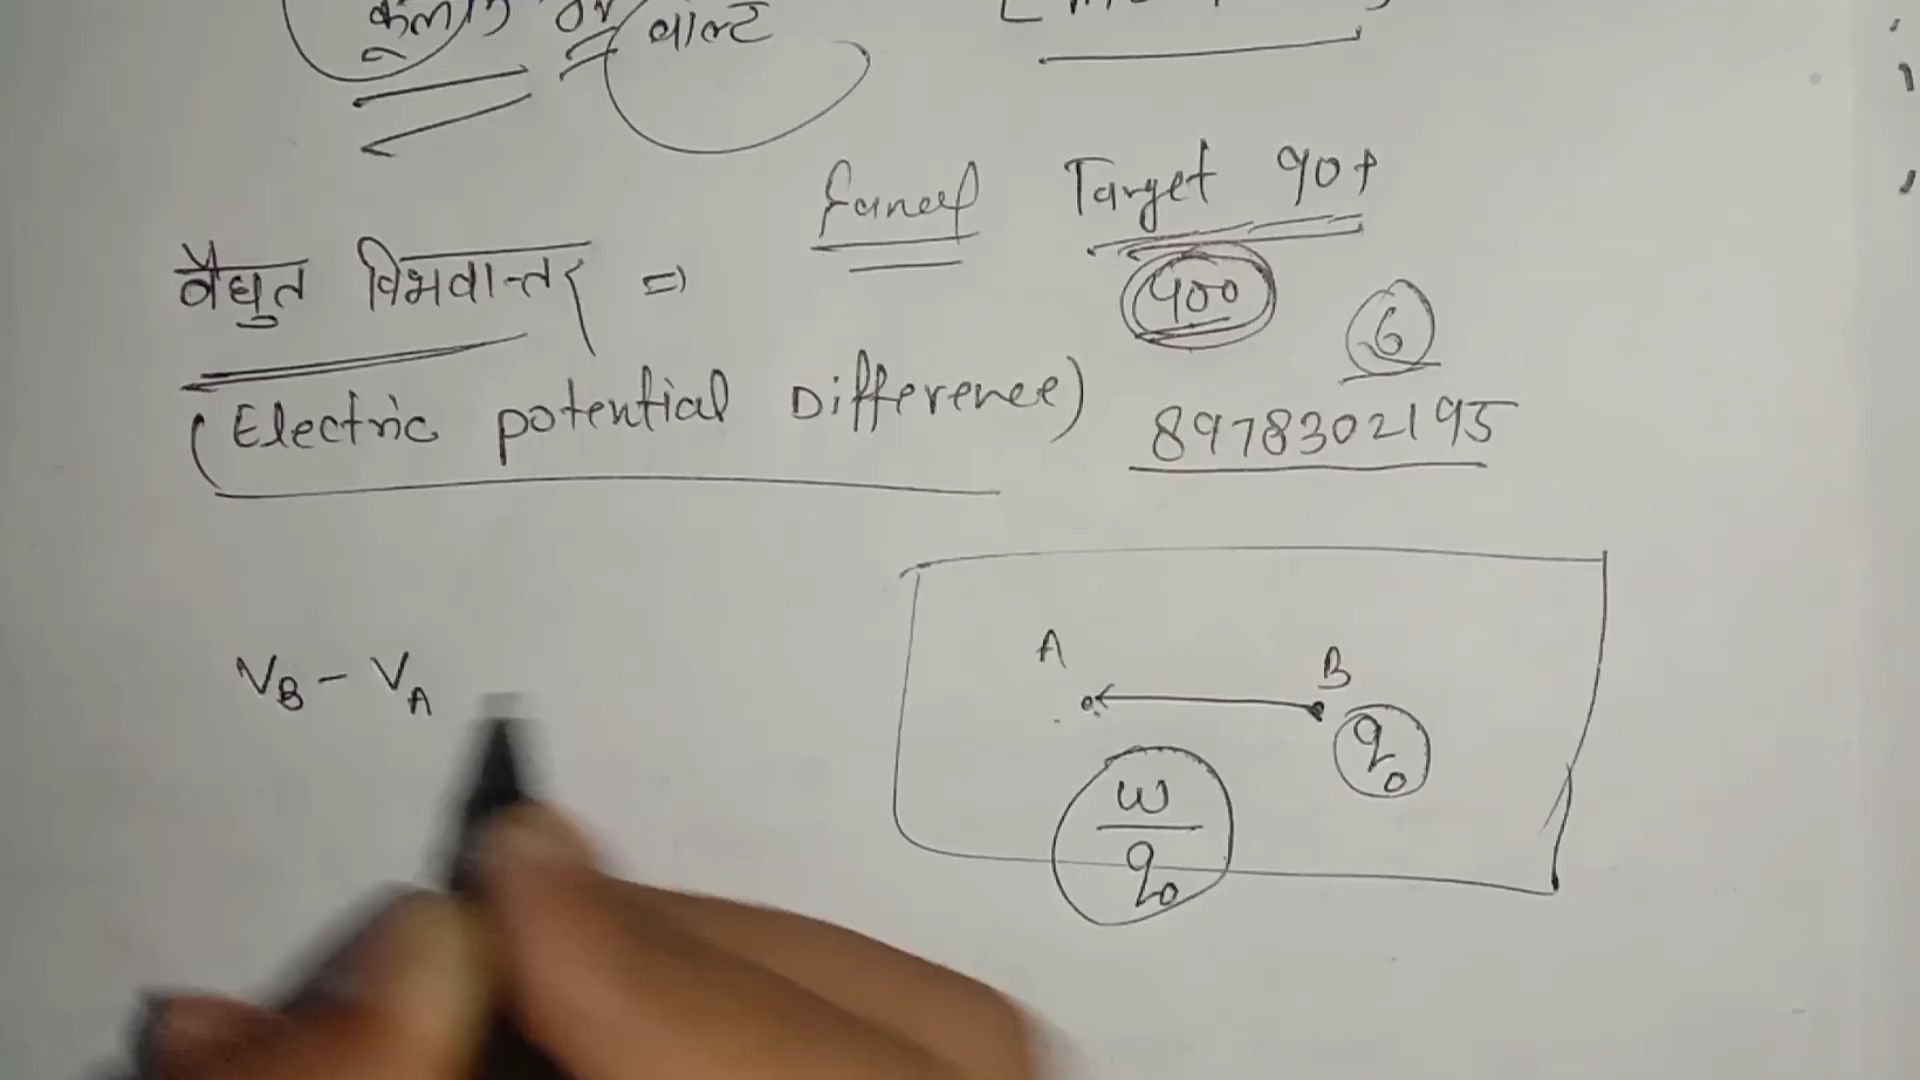 कूलाम
वोल्ट
Target 90+
वैधुत विभवान्तर ⇒
400
6
(Electric potential Difference)
8978302195
A
B
V_B - V_A
q₀
w
q₀